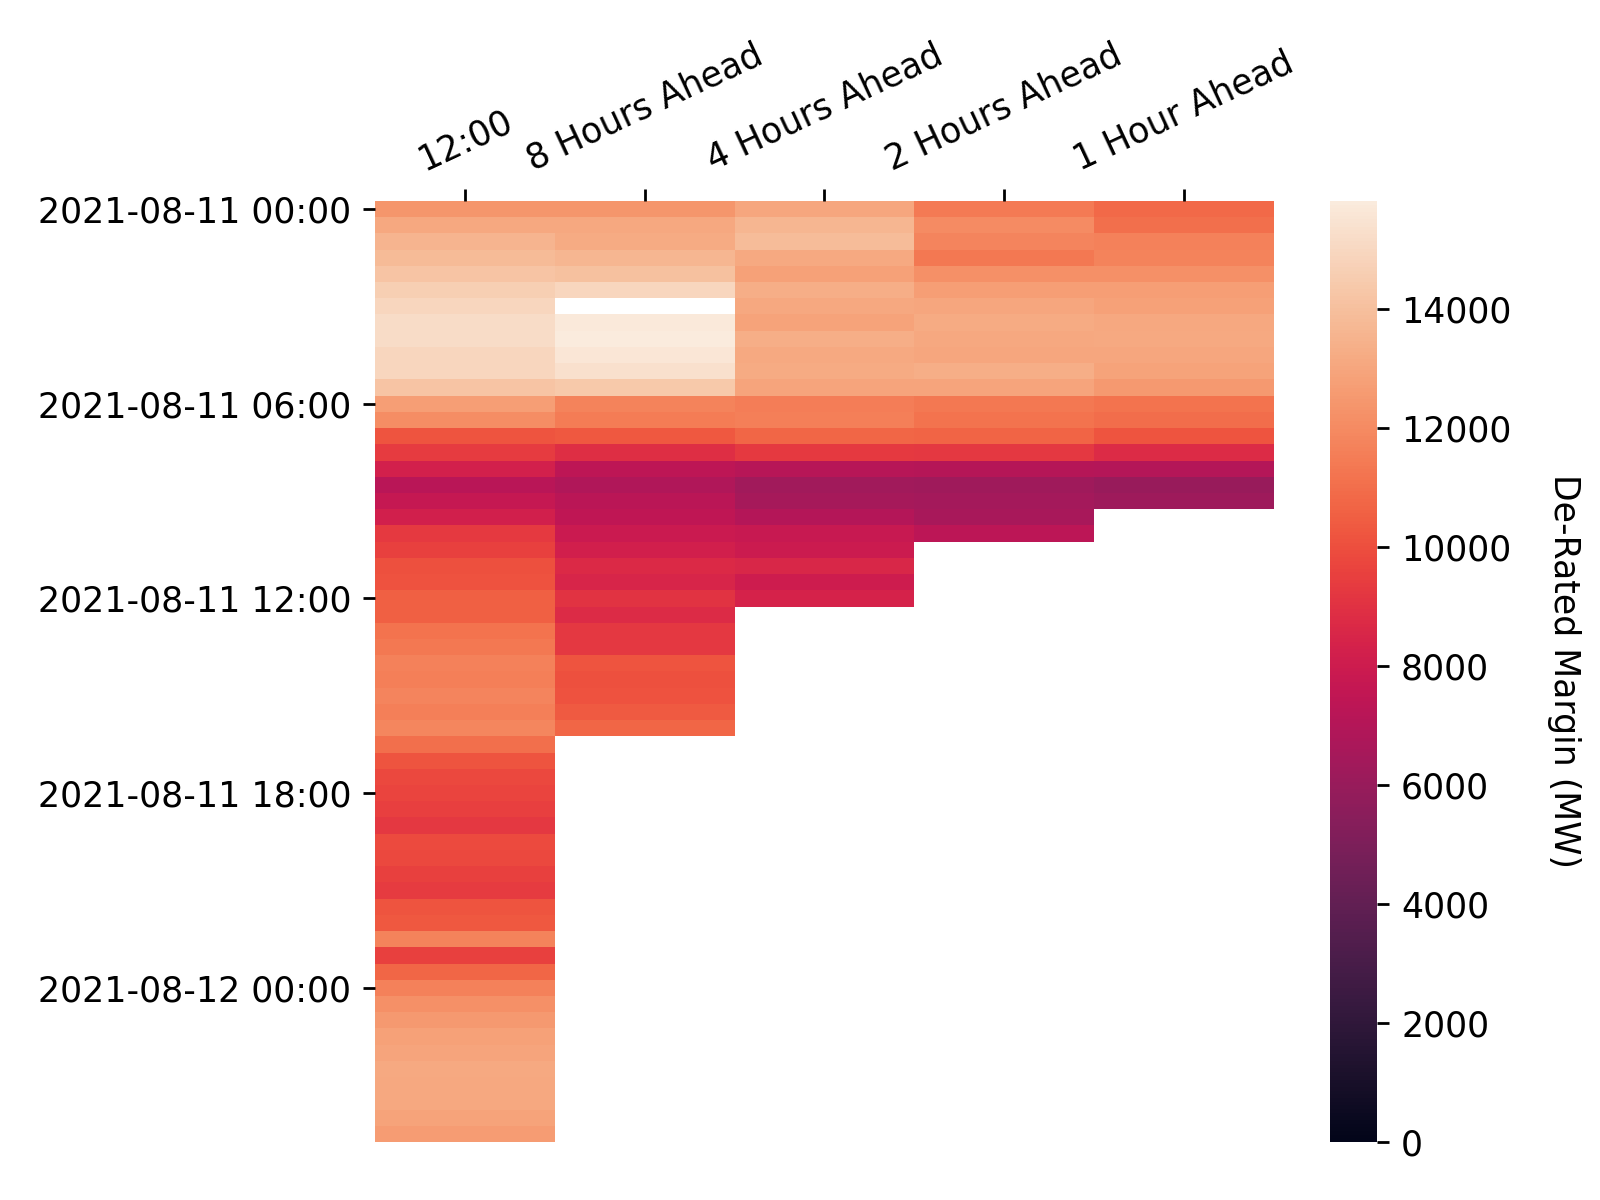 12:00
8 Hours Ahead
4 Hours Ahead
2 Hours Ahead
1 Hour Ahead
2021-08-11 00:00
2021-08-11 06:00
2021-08-11 12:00
2021-08-11 18:00
2021-08-12 00:00
14000
12000
10000
8000
6000
4000
2000
0
De-Rated Margin (MW)